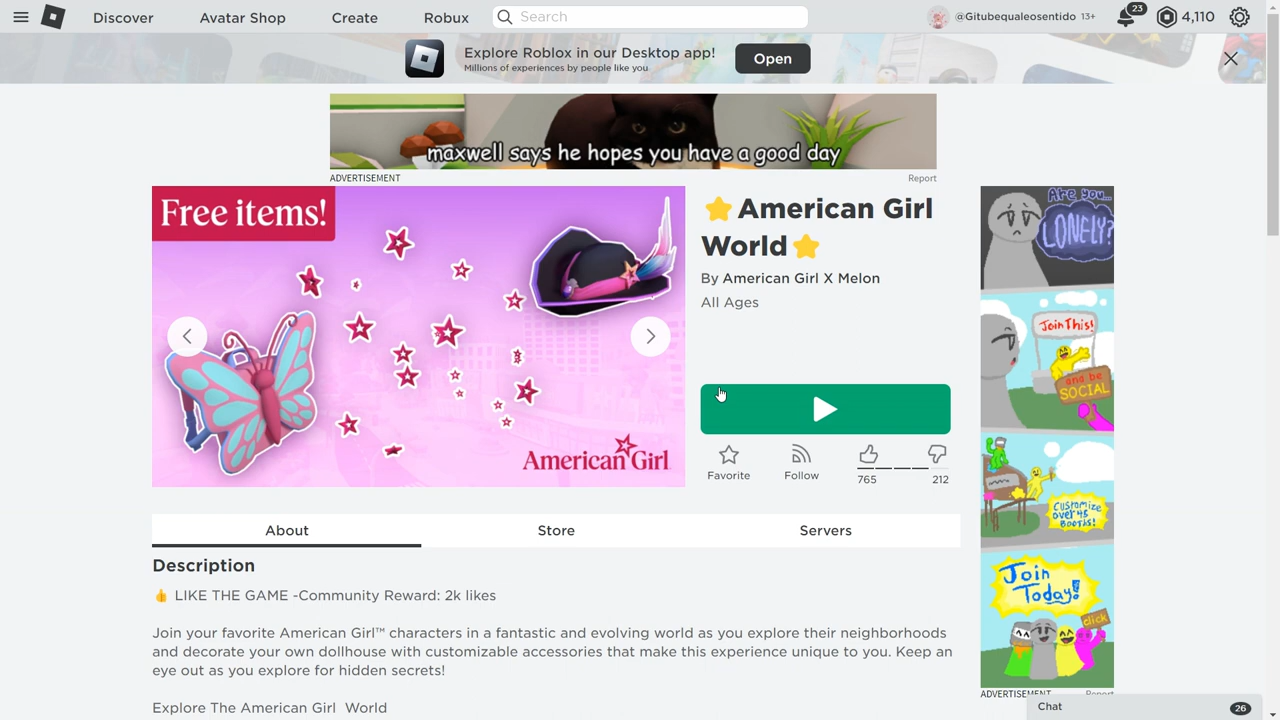 Discover
Avatar Shop
Create
Robux
Search
@Gitubequaleosentido 13+
23
4,110
Explore Roblox in our Desktop app!
Millions of experiences by people like you
Open
maxwell says he hopes you have a good day
ADVERTISEMENT
Report
Free items!
American Girl
⭐American Girl
World⭐
By American Girl X Melon
All Ages
Favorite
Follow
765
212
Are you...
LONELY?
Join This!
and be
SOCIAL
CUSTOMIZE
OVER 45
BOOTHS!
Join
Today!
click
ADVERTISEMENT
Report
About
Store
Servers
Description
👍 LIKE THE GAME -Community Reward: 2k likes
Join your favorite American Girl™ characters in a fantastic and evolving world as you explore their neighborhoods
and decorate your own dollhouse customizable accessories that make this experience unique to you. Keep an
eye out as you explore for hidden secrets!
Explore The American Girl World
Chat
26